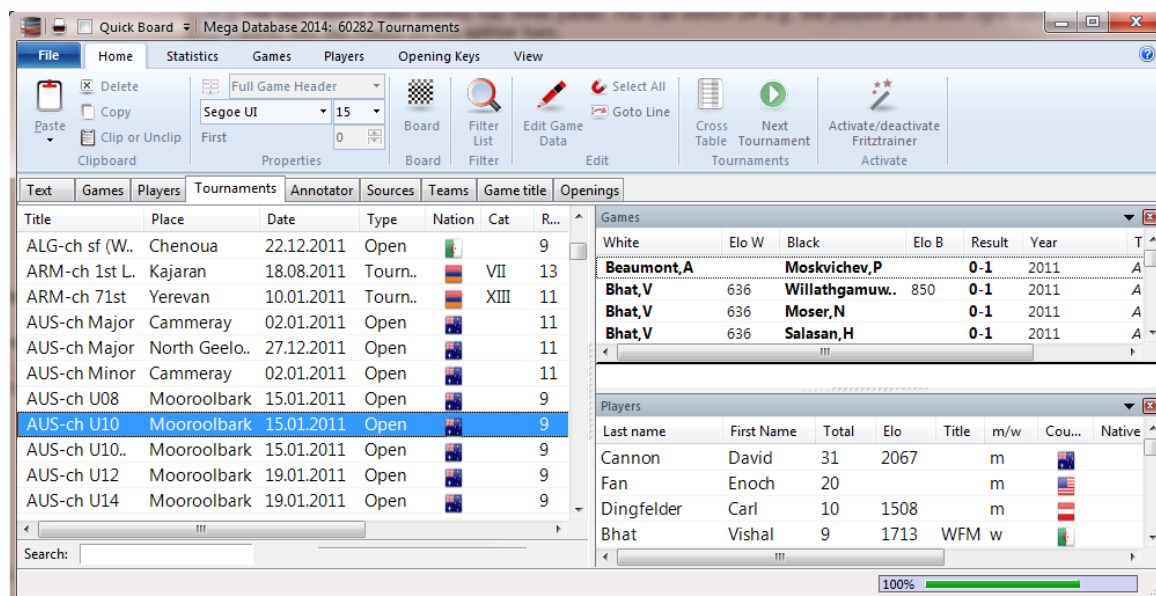 Quick Board Mega Database 2014: 60282 Tournaments
File Home Statistics Games Players Opening Keys View
Delete Full Game Header Select All
Copy Segoe UI 15 Goto Line
Paste Clip or Unclip First 0 Board Filter List Edit Game Data Cross Table Next Tournament Activate/deactivate Fritztrainer
Clipboard Properties Board Filter Edit Tournaments Activate
Text Games Players Tournaments Annotator Sources Teams Game title Openings
Title Place Date Type Nation Cat R...
ALG-ch sf (W.. Chenoua 22.12.2011 Open 9
ARM-ch 1st L.. Kajaran 18.08.2011 Tourn.. VII 13
ARM-ch 71st Yerevan 10.01.2011 Tourn.. XIII 11
AUS-ch Major Cammeray 02.01.2011 Open 11
AUS-ch Major North Geelo.. 27.12.2011 Open 11
AUS-ch Minor Cammeray 02.01.2011 Open 11
AUS-ch U08 Mooroolbark 15.01.2011 Open 9
AUS-ch U10 Mooroolbark 15.01.2011 Open 9
AUS-ch U10.. Mooroolbark 15.01.2011 Open 9
AUS-ch U12 Mooroolbark 19.01.2011 Open 9
AUS-ch U14 Mooroolbark 19.01.2011 Open 9
Search:
Games
White Elo W Black Elo B Result Year T
Beaumont,A Moskvichev,P 0-1 2011 A
Bhat,V 636 Willathgamuw.. 850 0-1 2011 A
Bhat,V 636 Moser,N 0-1 2011 A
Bhat,V 636 Salasan,H 0-1 2011 A
Players
Last name First Name Total Elo Title m/w Cou... Native
Cannon David 31 2067 m
Fan Enoch 20 m
Dingfelder Carl 10 1508 m
Bhat Vishal 9 1713 WFM w
100%